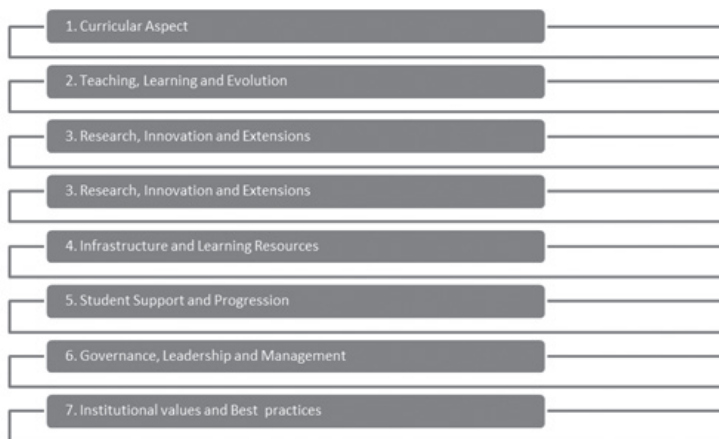 1. Curricular Aspect
2. Teaching, Learning and Evolution
3. Research, Innovation and Extensions
3. Research, Innovation and Extensions
4. Infrastructure and Learning Resources
5. Student Support and Progression
6. Governance, Leadership and Management
7. Institutional values and Best practices